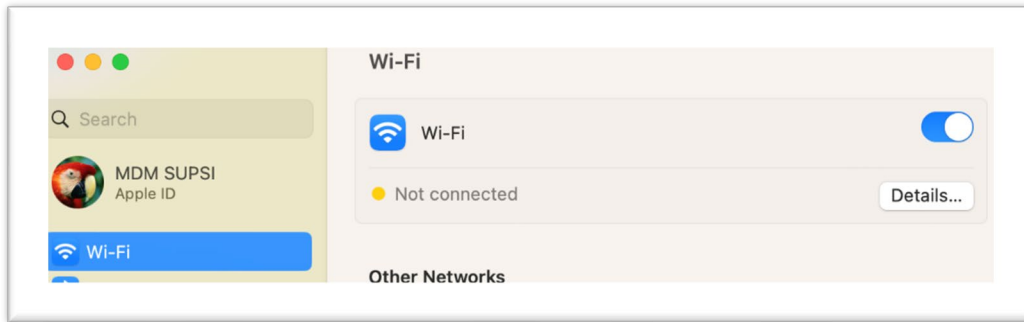 Wi-Fi
Search
Wi-Fi
MDM SUPSI
Apple ID
Not connected
Details...
Wi-Fi
Other Networks